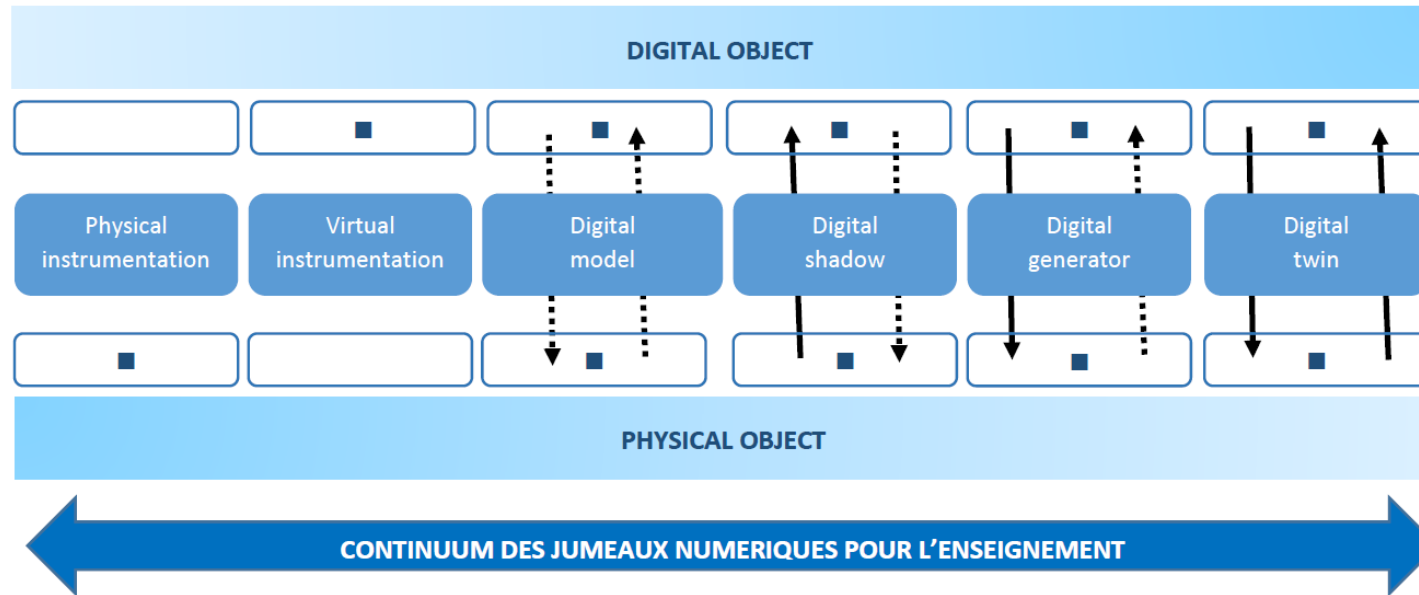 DIGITAL OBJECT
Physical
instrumentation
Virtual
instrumentation
Digital
model
Digital
shadow
Digital
generator
Digital
twin
PHYSICAL OBJECT
CONTINUUM DES JUMEAUX NUMERIQUES POUR L’ENSEIGNEMENT